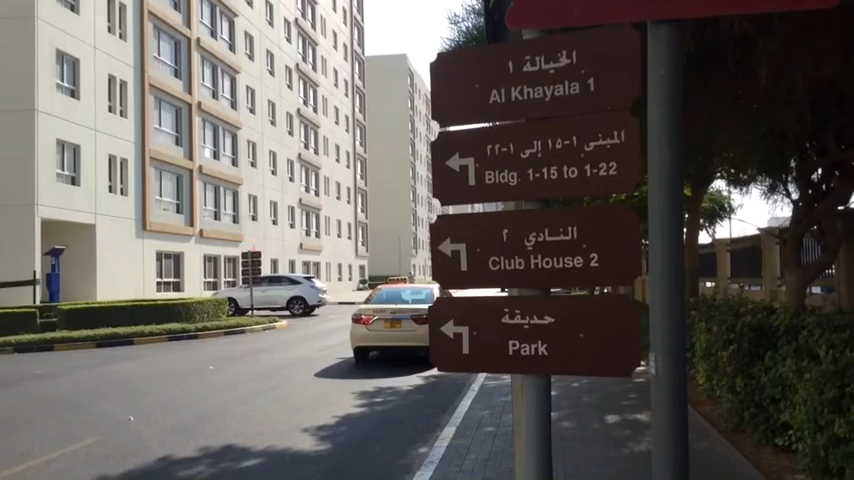 الخيالة ١
Al Khayala 1
المبنى ١-١٥ إلى ١-٢٢
Bldg. 1-15 to 1-22
النادي ٢
Club House 2
حديقة
Park